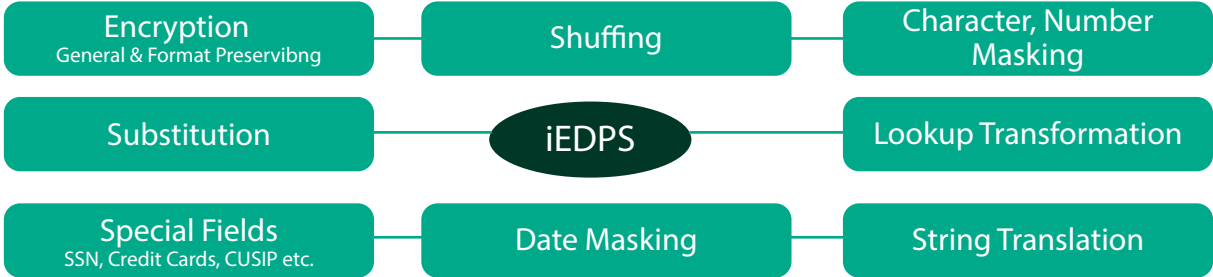 Encryption
General & Format Preservibng
Shuffing
Character, Number
Masking
Substitution
iEDPS
Lookup Transformation
Special Fields
SSN, Credit Cards, CUSIP etc.
Date Masking
String Translation